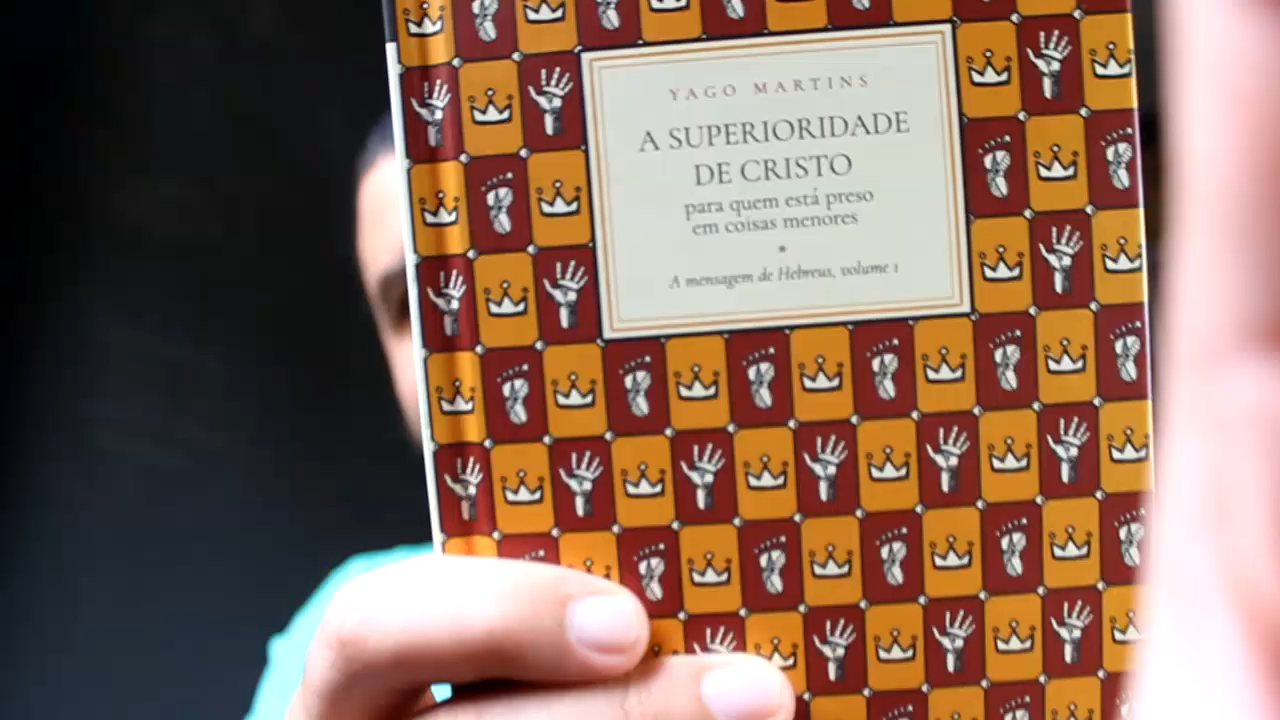 YAGO MARTINS
A SUPERIORIDADE
DE CRISTO
para quem está preso
em coisas menores
*
A mensagem de Hebreus, volume 1